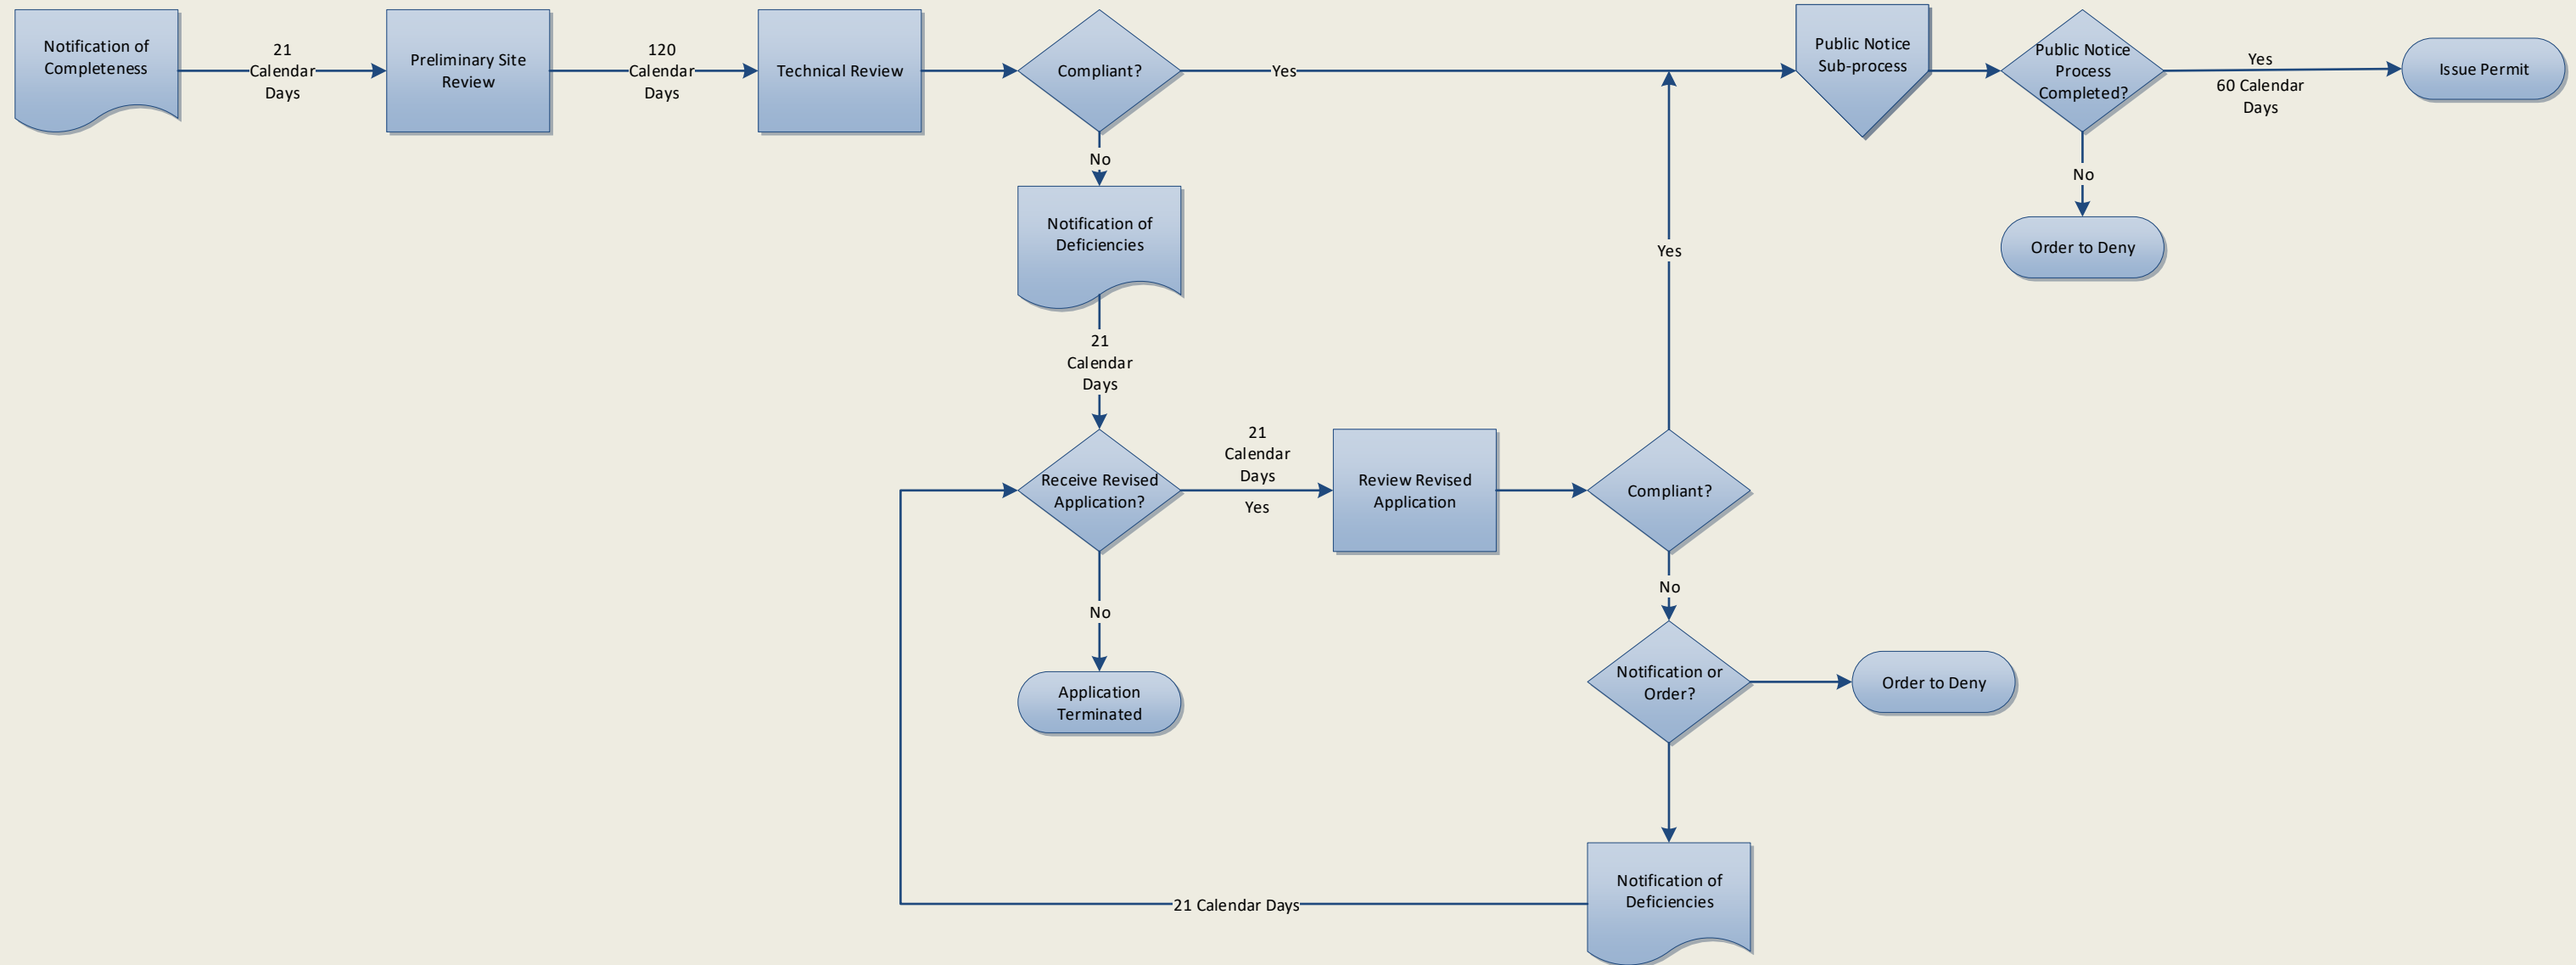 Notification of
Completeness
21
Calendar
Days
Preliminary Site
Review
120
Calendar
Days
Technical Review
Compliant?
Yes
Public Notice
Sub-process
Public Notice
Process
Completed?
Yes
60 Calendar
Days
Issue Permit
No
Order to Deny
No
Notification of
Deficiencies
21
Calendar
Days
Receive Revised
Application?
21
Calendar
Days
Yes
Review Revised
Application
Compliant?
Yes
No
Application
Terminated
No
Notification or
Order?
Order to Deny
Notification of
Deficiencies
21 Calendar Days